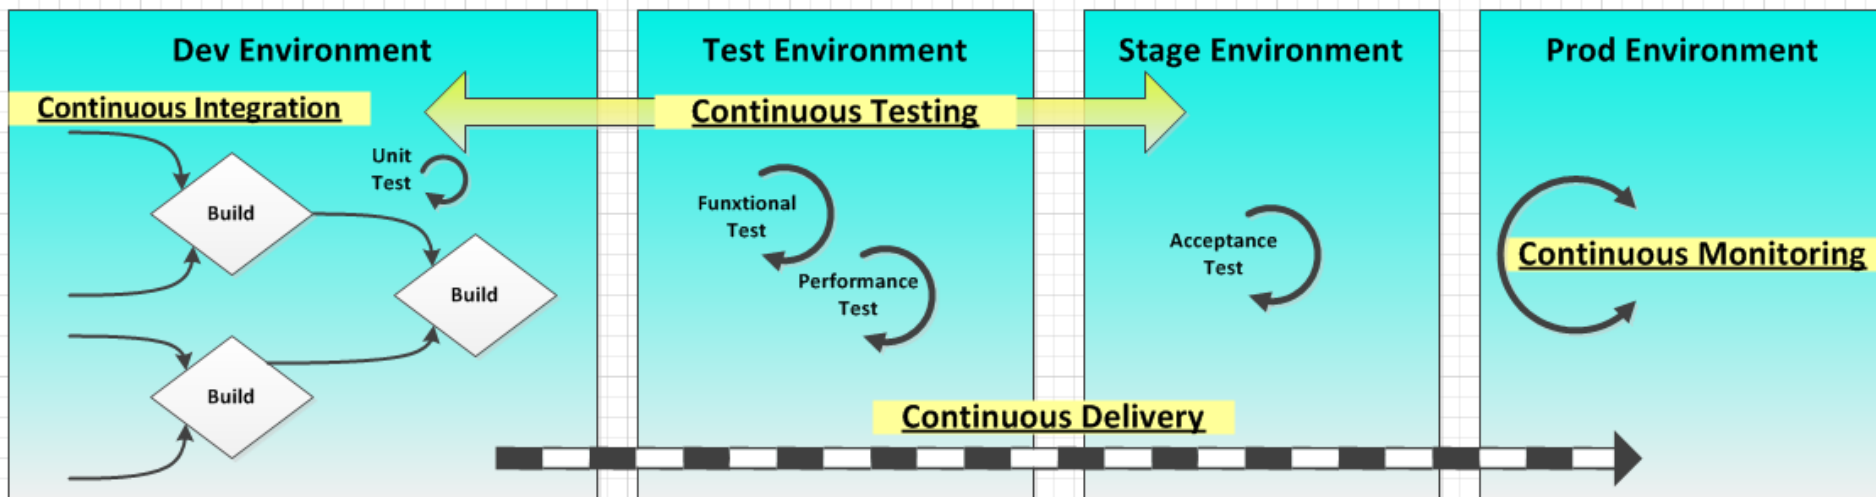 Dev Environment
Continuous Integration
Unit
Test
Build
Build
Build
Test Environment
Continuous Testing
Funxtional
Test
Performance
Test
Stage Environment
Acceptance
Test
Prod Environment
Continuous Monitoring
Continuous Delivery